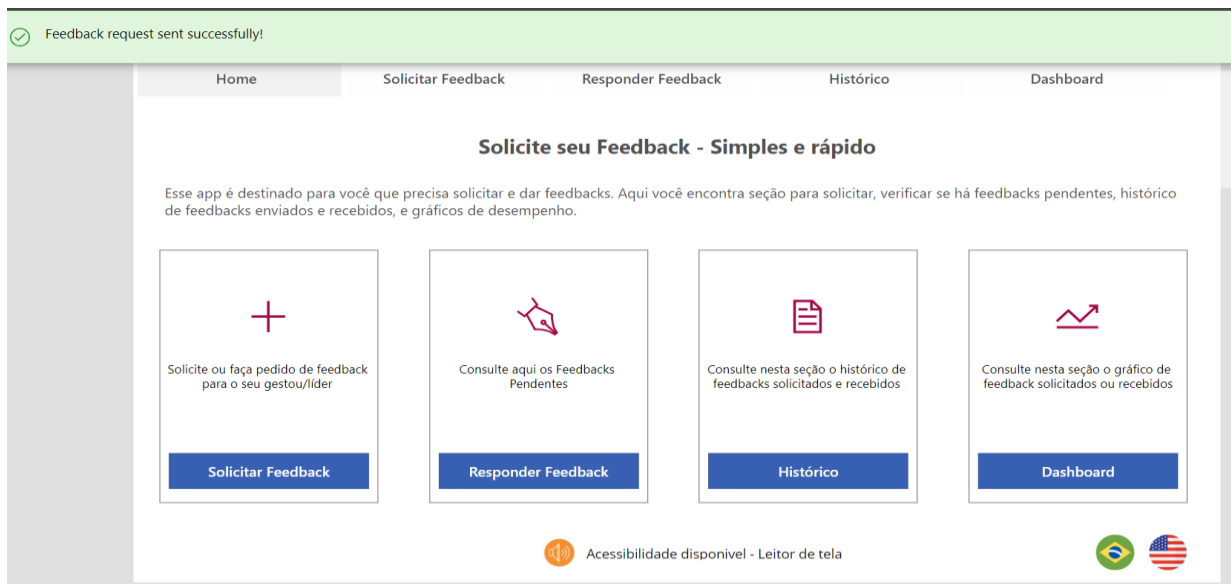 Feedback request sent successfully!
Home
Solicitar Feedback
Responder Feedback
Histórico
Dashboard
Solicite seu Feedback - Simples e rápido
Esse app é destinado para você que precisa solicitar e dar feedbacks. Aqui você encontra seção para solicitar, verificar se há feedbacks pendentes, histórico
de feedbacks enviados e recebidos, e gráficos de desempenho.
Solicite ou faça pedido de feedback
para o seu gestou/líder
Solicitar Feedback
Consulte aqui os Feedbacks
Pendentes
Responder Feedback
Consulte nesta seção o histórico de
feedbacks solicitados e recebidos
Histórico
Consulte nesta seção o gráfico de
feedback solicitados ou recebidos
Dashboard
Acessibilidade disponivel - Leitor de tela